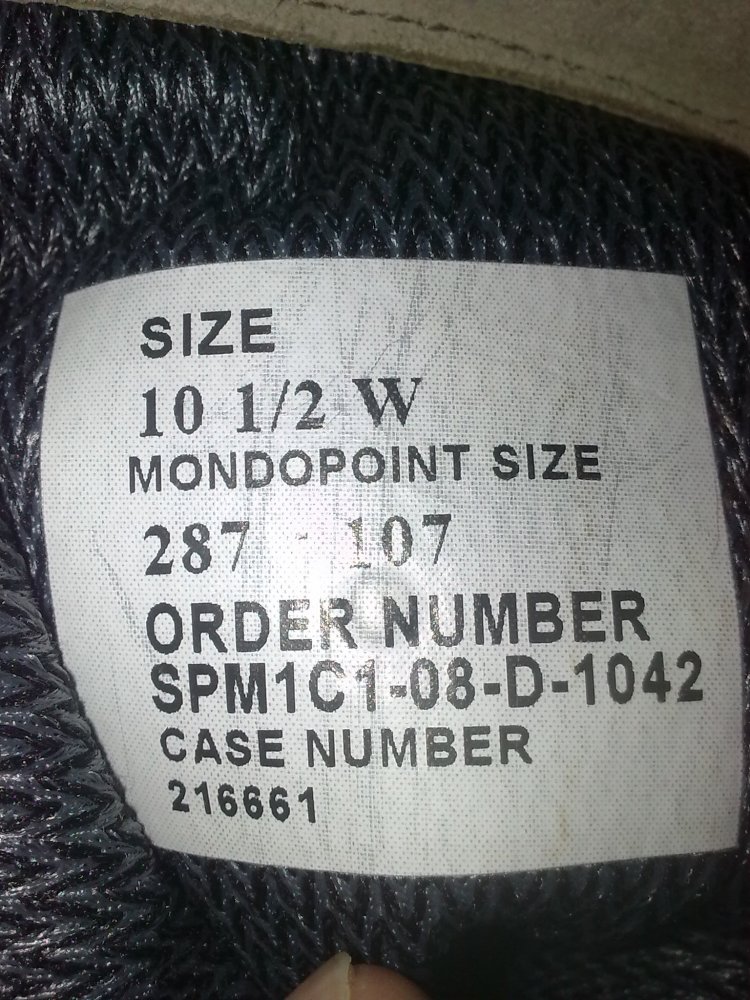 SIZE
10 1/2 W
MONDOPOINT SIZE
287 - 107
ORDER NUMBER
SPM1C1-08-D-1042
CASE NUMBER
216661